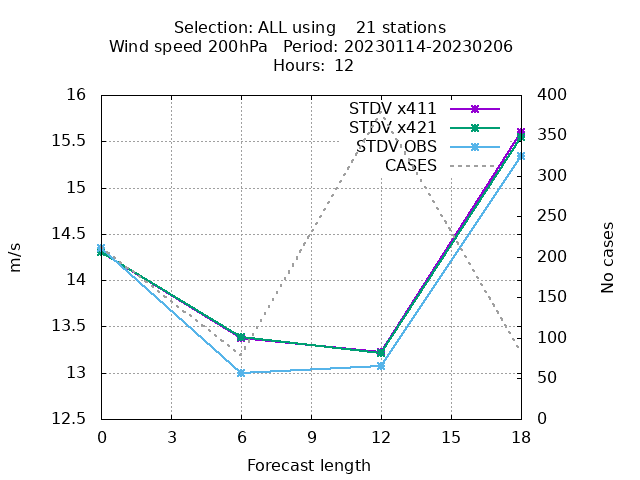 Selection: ALL using    21 stations
Wind speed 200hPa   Period: 20230114-20230206
Hours:  12
16
15.5
15
14.5
14
13.5
13
12.5
m/s
STDV x411
STDV x421
STDV OBS
CASES
400
350
300
250
200
150
100
50
0
No cases
0 3 6 9 12 15 18
Forecast length